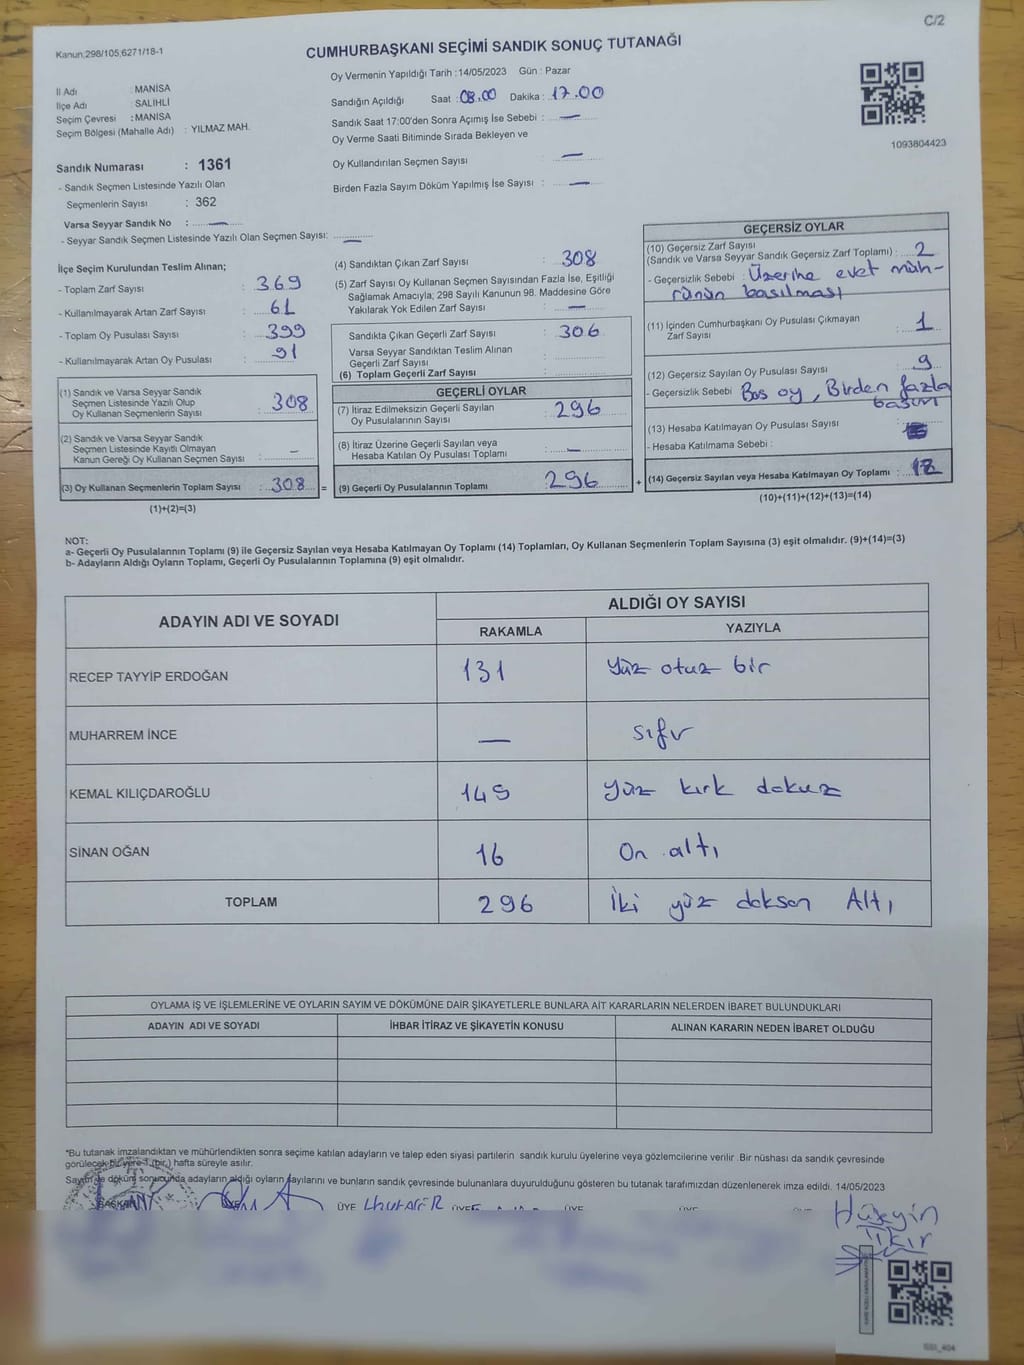 C/2
Kanun:298/105,6271/18-1
CUMHURBAŞKANI SEÇİMİ SANDIK SONUÇ TUTANAĞI
Oy Vermenin Yapıldığı Tarih : 14/05/2023 Gün : Pazar
İl Adı : MANİSA
İlçe Adı : SALİHLİ
Seçim Çevresi : MANİSA
Seçim Bölgesi (Mahalle Adı) : YILMAZ MAH.
Sandığın Açıldığı Saat : 08.00 Dakika : 17.00
Sandık Saat 17:00'den Sonra Açımış İse Sebebi : —
Oy Verme Saati Bitiminde Sırada Bekleyen ve
Oy Kullandırılan Seçmen Sayısı : —
Birden Fazla Sayım Döküm Yapılmış İse Sayısı : —
1093804423
Sandık Numarası : 1361
- Sandık Seçmen Listesinde Yazılı Olan
Seçmenlerin Sayısı : 362
Varsa Seyyar Sandık No : —
- Seyyar Sandık Seçmen Listesinde Yazılı Olan Seçmen Sayısı: —
İlçe Seçim Kurulundan Teslim Alınan;
- Toplam Zarf Sayısı : 369
- Kullanılmayarak Artan Zarf Sayısı : 61
- Toplam Oy Pusulası Sayısı : 399
- Kullanılmayarak Artan Oy Pusulası : 91
(1) Sandık ve Varsa Seyyar Sandık
Seçmen Listesinde Yazılı Olup
Oy Kullanan Seçmenlerin Sayısı : 308
(2) Sandık ve Varsa Seyyar Sandık
Seçmen Listesinde Kayıtlı Olmayan
Kanun Gereği Oy Kullanan Seçmen Sayısı : —
(3) Oy Kullanan Seçmenlerin Toplam Sayısı : 308 =
(1)+(2)=(3)
(4) Sandıktan Çıkan Zarf Sayısı : 308
(5) Zarf Sayısı Oy Kullanan Seçmen Sayısından Fazla İse, Eşitliği
Sağlamak Amacıyla; 298 Sayılı Kanunun 98. Maddesine Göre
Yakılarak Yok Edilen Zarf Sayısı : —
Sandıkta Çıkan Geçerli Zarf Sayısı : 306
Varsa Seyyar Sandıktan Teslim Alınan
Geçerli Zarf Sayısı :
(6) Toplam Geçerli Zarf Sayısı :
GEÇERLİ OYLAR
(7) İtiraz Edilmeksizin Geçerli Sayılan
Oy Pusulasının Sayısı : 296
(8) İtiraz Üzerine Geçerli Sayılan veya
Hesaba Katılan Oy Pusulası Toplamı : —
(9) Geçerli Oy Pusulalarının Toplamı : 296 +
GEÇERSİZ OYLAR
(10) Geçersiz Zarf Sayısı
(Sandık ve Varsa Seyyar Sandık Geçersiz Zarf Toplamı) : 2
- Geçersizlik Sebebi : Üzerine evet müh-
rünün basılması
(11) İçinden Cumhurbaşkanı Oy Pusulası Çıkmayan
Zarf Sayısı : 1
(12) Geçersiz Sayılan Oy Pusulası Sayısı : 9
- Geçersizlik Sebebi Boş oy, Birden fazla
basım
(13) Hesaba Katılmayan Oy Pusulası Sayısı :
- Hesaba Katılmama Sebebi :
(14) Geçersiz Sayılan veya Hesaba Katılmayan Oy Toplamı : 12
(10)+(11)+(12)+(13)=(14)
NOT:
a- Geçerli Oy Pusulalarının Toplamı (9) ile Geçersiz Sayılan veya Hesaba Katılmayan Oy Toplamı (14) Toplamları, Oy Kullanan Seçmenlerin Toplam Sayısına (3) eşit olmalıdır. (9)+(14)=(3)
b- Adayların Aldığı Oyların Toplamı, Geçerli Oy Pusulalarının Toplamına (9) eşit olmalıdır.
ADAYIN ADI VE SOYADI
ALDIĞI OY SAYISI
RAKAMLA YAZIYLA
RECEP TAYYİP ERDOĞAN 131 Yüz otuz bir
MUHARREM İNCE — sıfır
KEMAL KILIÇDAROĞLU 149 yüz kırk dokuz
SİNAN OĞAN 16 On altı
TOPLAM 296 İki yüz doksan Altı
OYLAMA İŞ VE İŞLEMLERİNE VE OYLARIN SAYIM VE DÖKÜMÜNE DAİR ŞİKAYETLERLE BUNLARA AİT KARARLARIN NELERDEN İBARET BULUNDUKLARI
ADAYIN ADI VE SOYADI İHBAR İTİRAZ VE ŞİKAYETİN KONUSU ALINAN KARARIN NEDEN İBARET OLDUĞU
*Bu tutanak imzalandıktan ve mühürlendikten sonra seçime katılan adayların ve talep eden siyasi partilerin sandık kurulu üyelerine veya gözlemcilerine verilir .Bir nüshası da sandık çevresinde
görülecek bir yere 1 (bir) hafta süreyle asılır.
Sayım ve döküm sonucunda adayların aldığı oyların sayılarını ve bunların sandık çevresinde bulunanlara duyurulduğunu gösteren bu tutanak tarafımızdan düzenlenerek imza edildi. 14/05/2023
BAŞKAN ÜYE ÜYE ÜYE ÜYE
Hüseyin
Tıkır